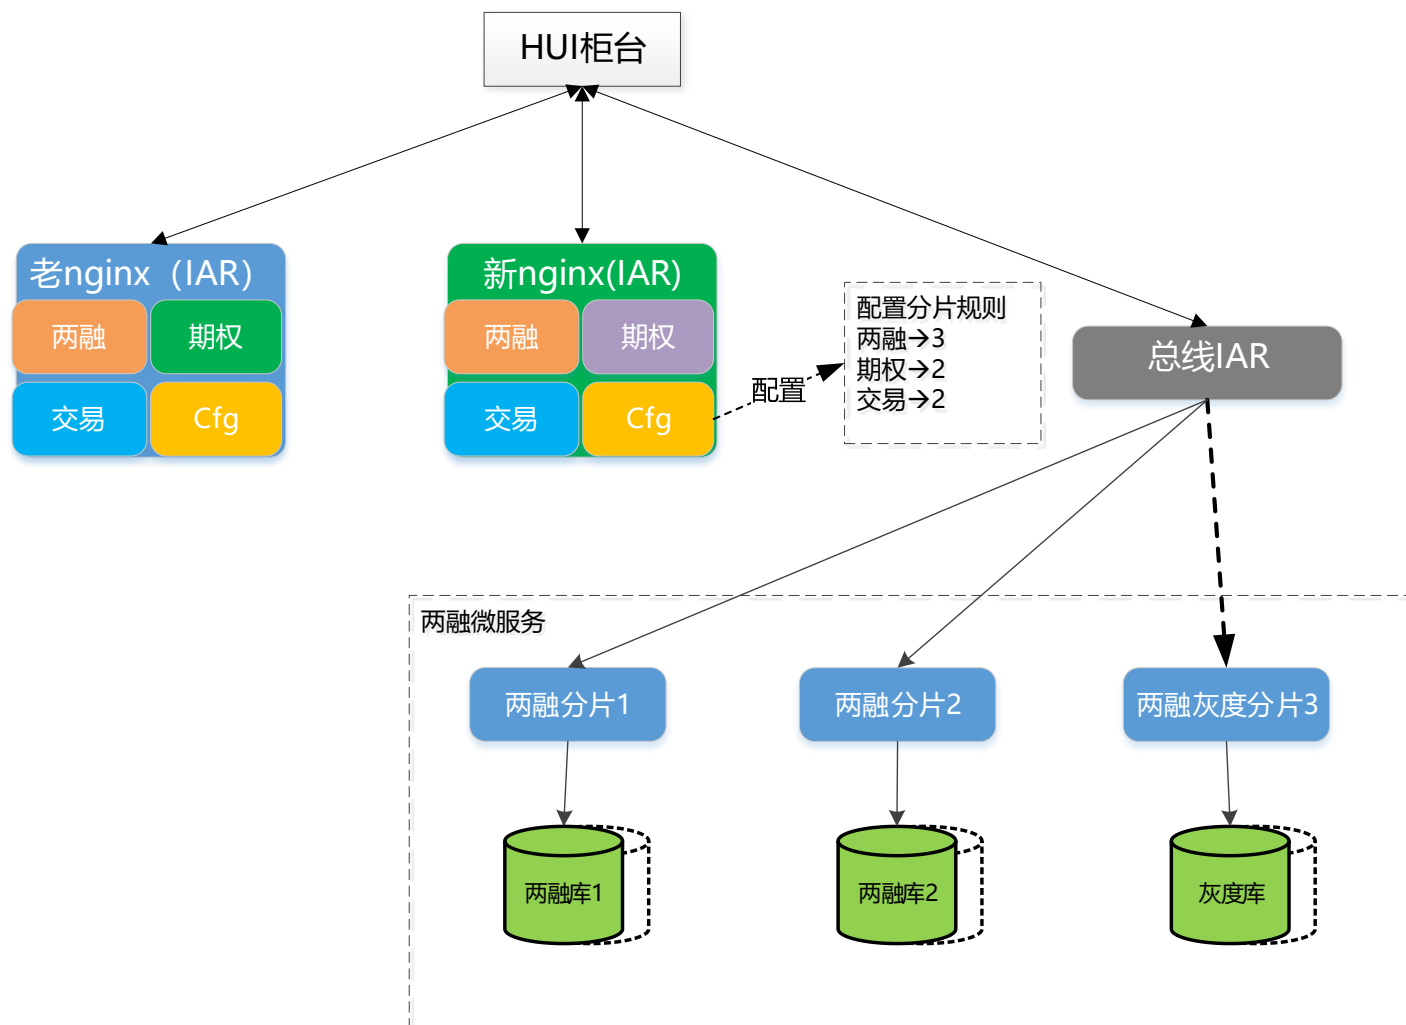 HUI柜台
老nginx（IAR）
两融
期权
交易
Cfg
新nginx(IAR)
两融
期权
交易
Cfg
配置
配置分片规则
两融→3
期权→2
交易→2
总线IAR
两融微服务
两融分片1
两融分片2
两融灰度分片3
两融库1
两融库2
灰度库